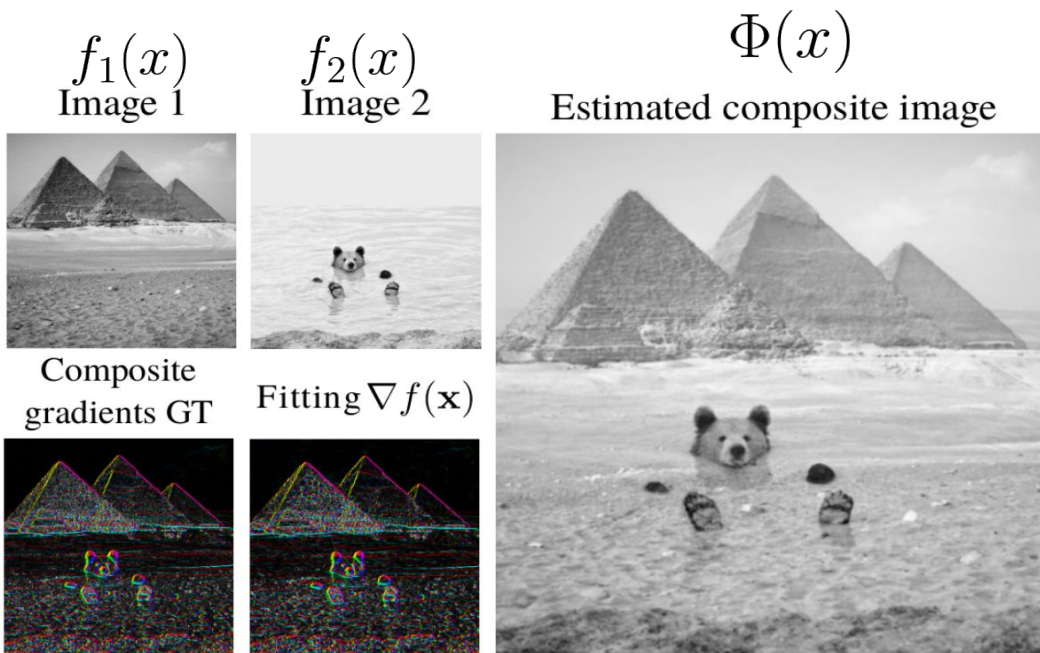 f₁(x)
Image 1
f₂(x)
Image 2
Φ(x)
Estimated composite image
Composite
gradients GT
Fitting ∇f(𝐱)